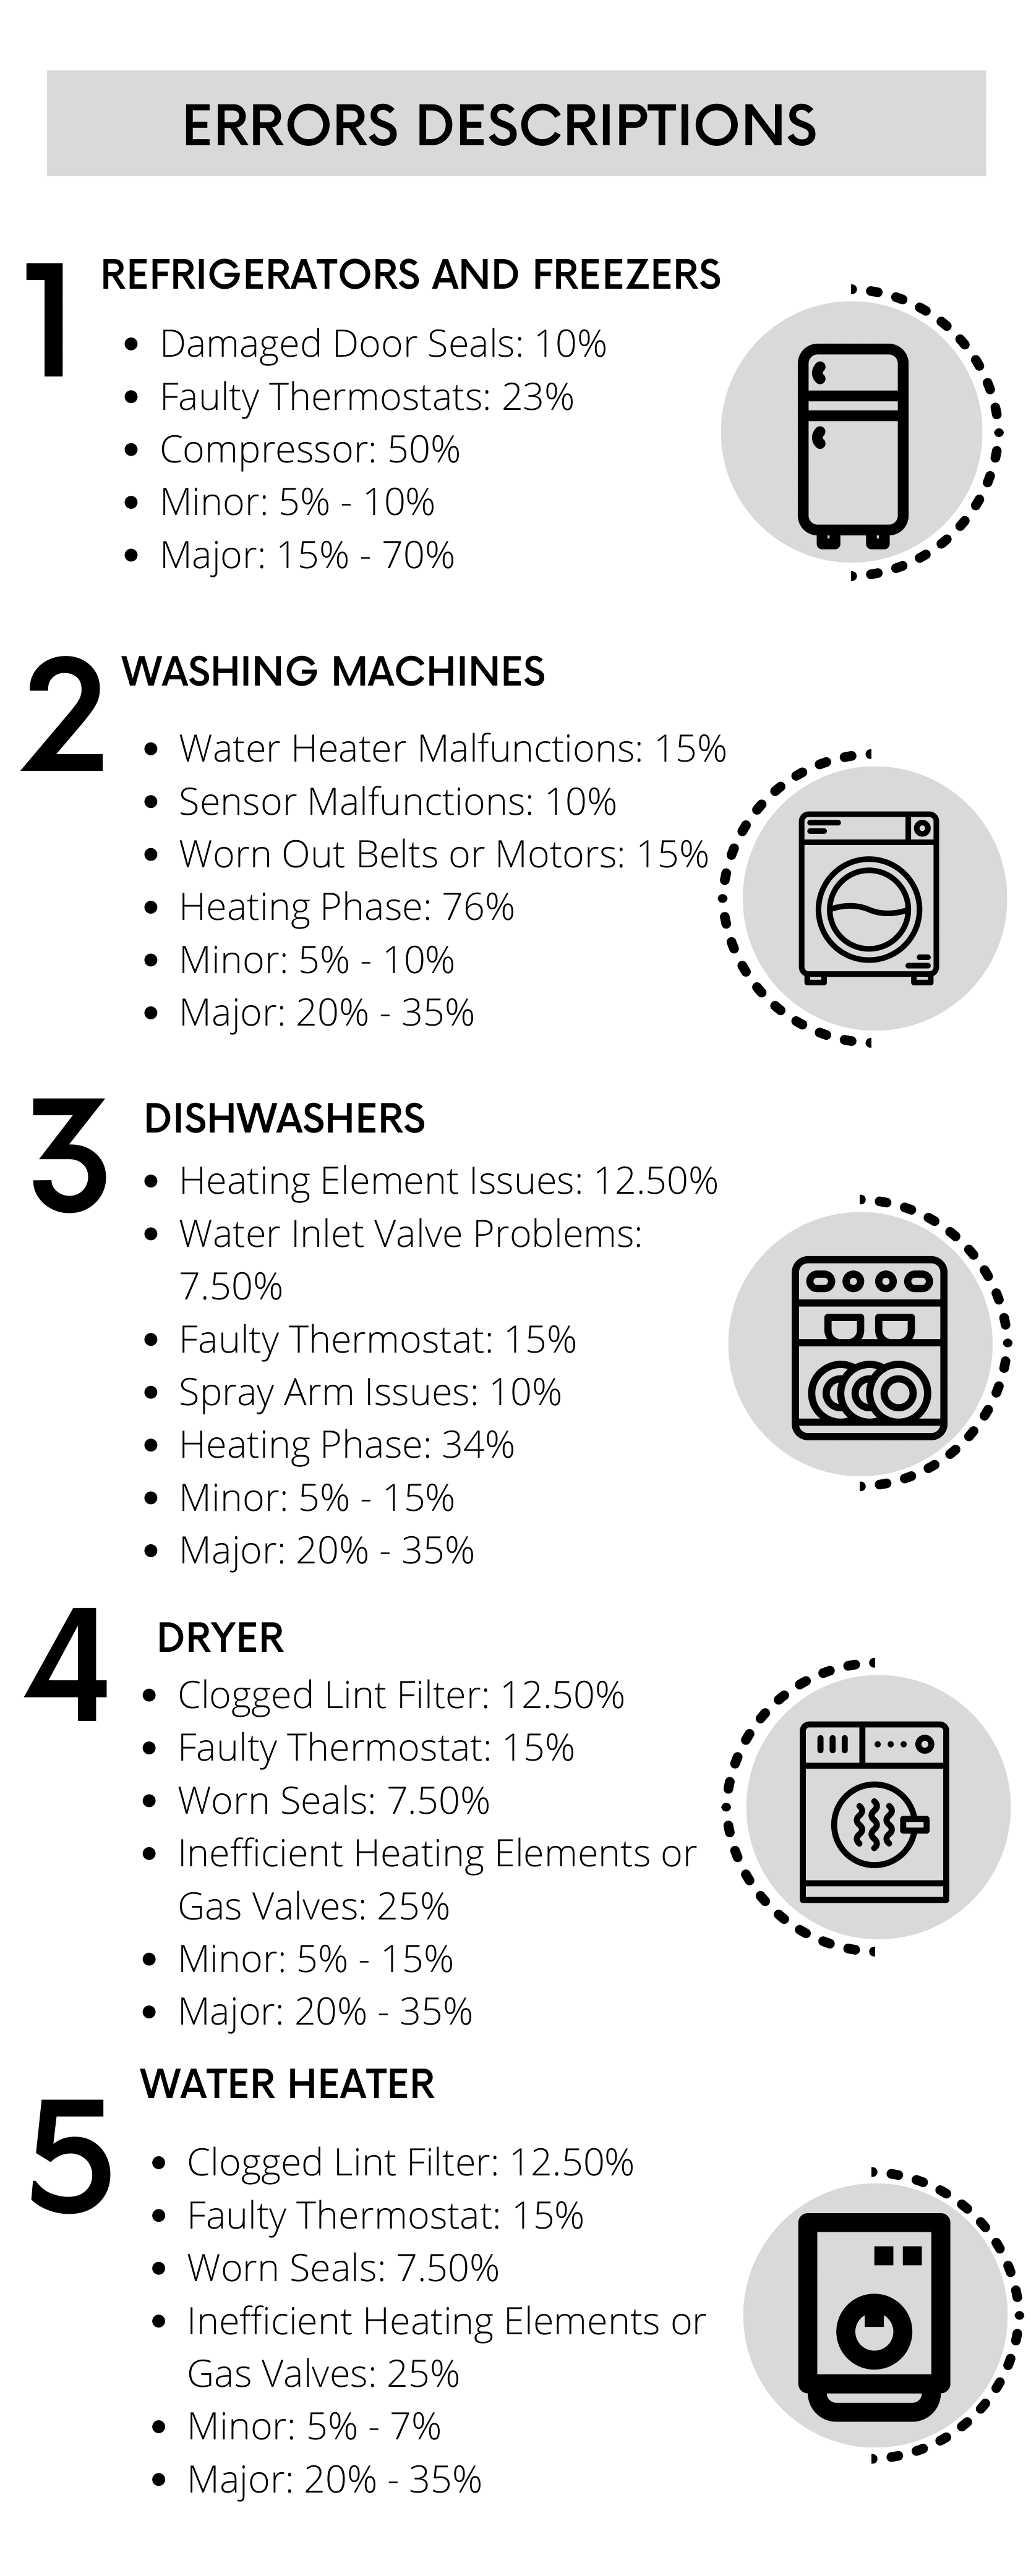 ERRORS DESCRIPTIONS
1
REFRIGERATORS AND FREEZERS
• Damaged Door Seals: 10%
• Faulty Thermostats: 23%
• Compressor: 50%
• Minor: 5% - 10%
• Major: 15% - 70%
2
WASHING MACHINES
• Water Heater Malfunctions: 15%
• Sensor Malfunctions: 10%
• Worn Out Belts or Motors: 15%
• Heating Phase: 76%
• Minor: 5% - 10%
• Major: 20% - 35%
3
DISHWASHERS
• Heating Element Issues: 12.50%
• Water Inlet Valve Problems:
7.50%
• Faulty Thermostat: 15%
• Spray Arm Issues: 10%
• Heating Phase: 34%
• Minor: 5% - 15%
• Major: 20% - 35%
4
DRYER
• Clogged Lint Filter: 12.50%
• Faulty Thermostat: 15%
• Worn Seals: 7.50%
• Inefficient Heating Elements or
Gas Valves: 25%
• Minor: 5% - 15%
• Major: 20% - 35%
5
WATER HEATER
• Clogged Lint Filter: 12.50%
• Faulty Thermostat: 15%
• Worn Seals: 7.50%
• Inefficient Heating Elements or
Gas Valves: 25%
• Minor: 5% - 7%
• Major: 20% - 35%